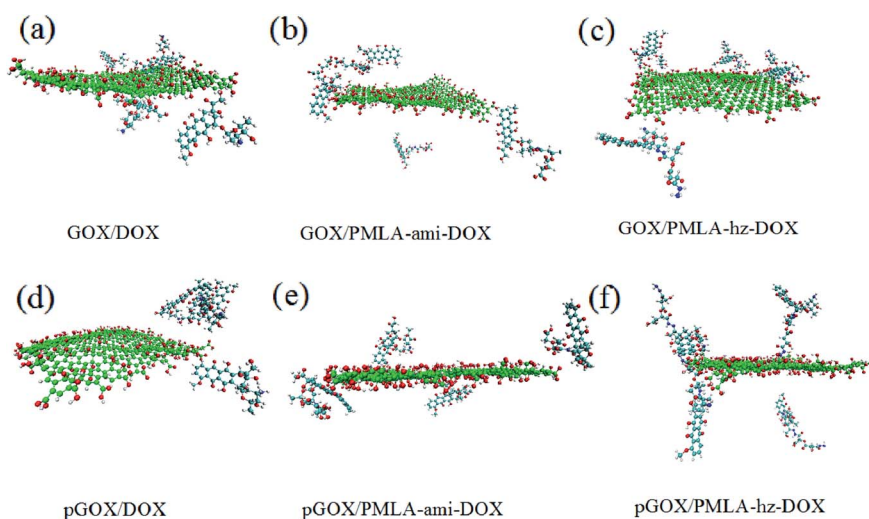 (a)
(b)
(c)
GOX/DOX
GOX/PMLA-ami-DOX
GOX/PMLA-hz-DOX
(d)
(e)
(f)
pGOX/DOX
pGOX/PMLA-ami-DOX
pGOX/PMLA-hz-DOX